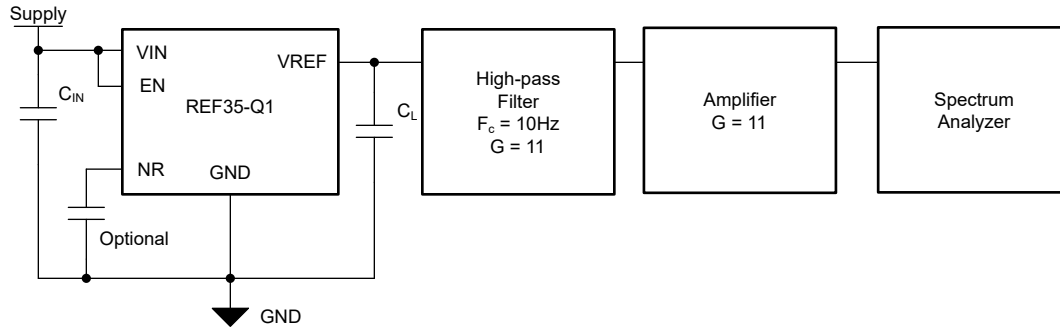 Supply
VIN
VREF
EN
C_IN
REF35-Q1
C_L
NR
GND
Optional
GND
High-pass
Filter
F_c = 10Hz
G = 11
Amplifier
G = 11
Spectrum
Analyzer